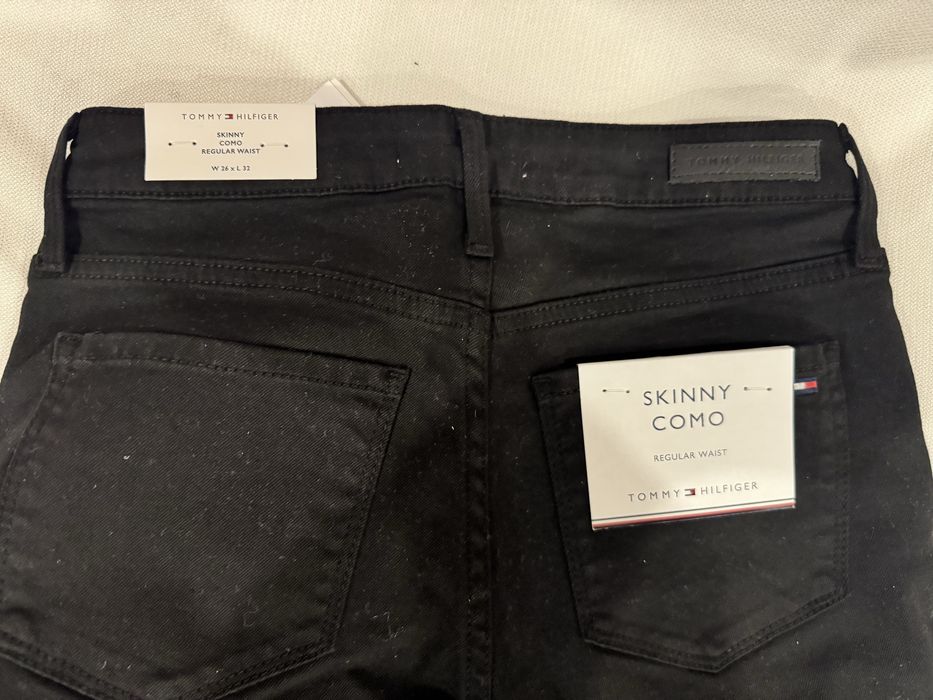 TOMMY HILFIGER
SKINNY
COMO
REGULAR WAIST
W 26 x L 32
TOMMY HILFIGER
SKINNY
COMO
REGULAR WAIST
TOMMY HILFIGER